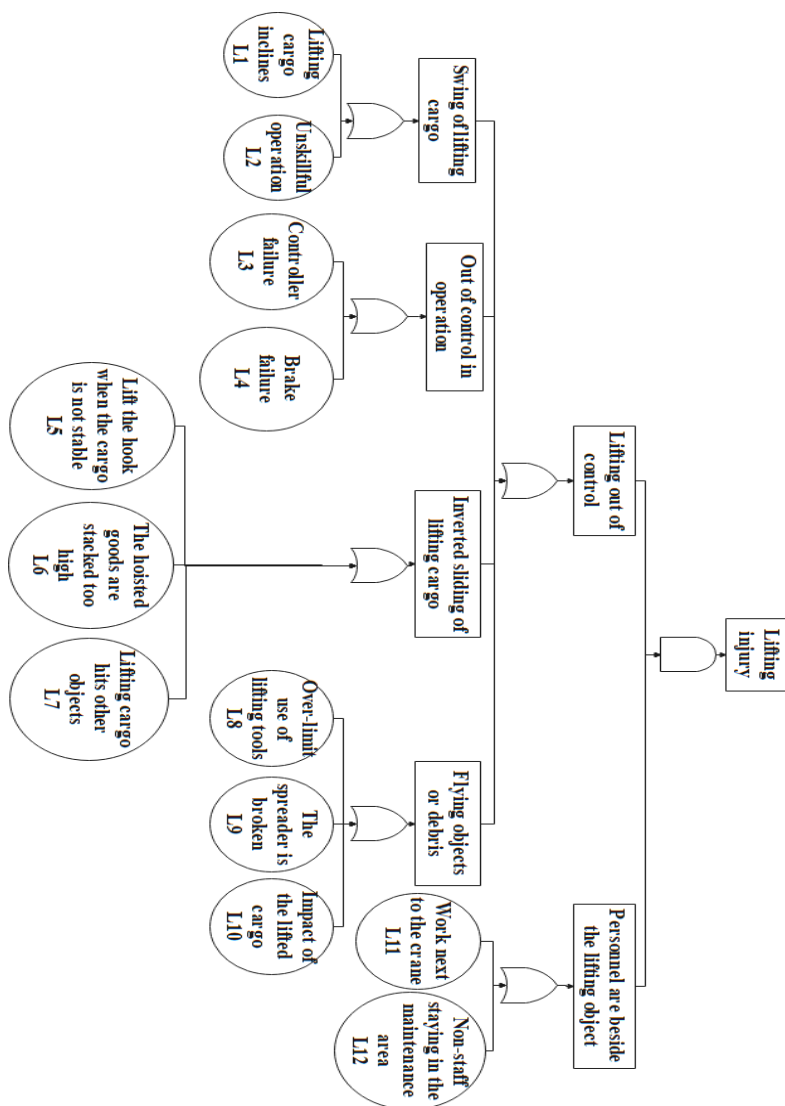 Lifting
injury
Lifting out of
control
Personnel are beside
the lifting object
Swing of lifting
cargo
Out of control in
operation
Inverted sliding of
lifting cargo
Flying objects
or debris
Work next
to the crane
L11
Non-staff
staying in the
maintenance
area
L12
Lifting
cargo
inclines
L1
Unskillful
operation
L2
Controller
failure
L3
Brake
failure
L4
Over-limit
use of
lifting tools
L8
The
spreader is
broken
L9
Impact of
the lifted
cargo
L10
Lift the hook
when the cargo
is not stable
L5
The hoisted
goods are
stacked too
high
L6
Lifting cargo
hits other
objects
L7